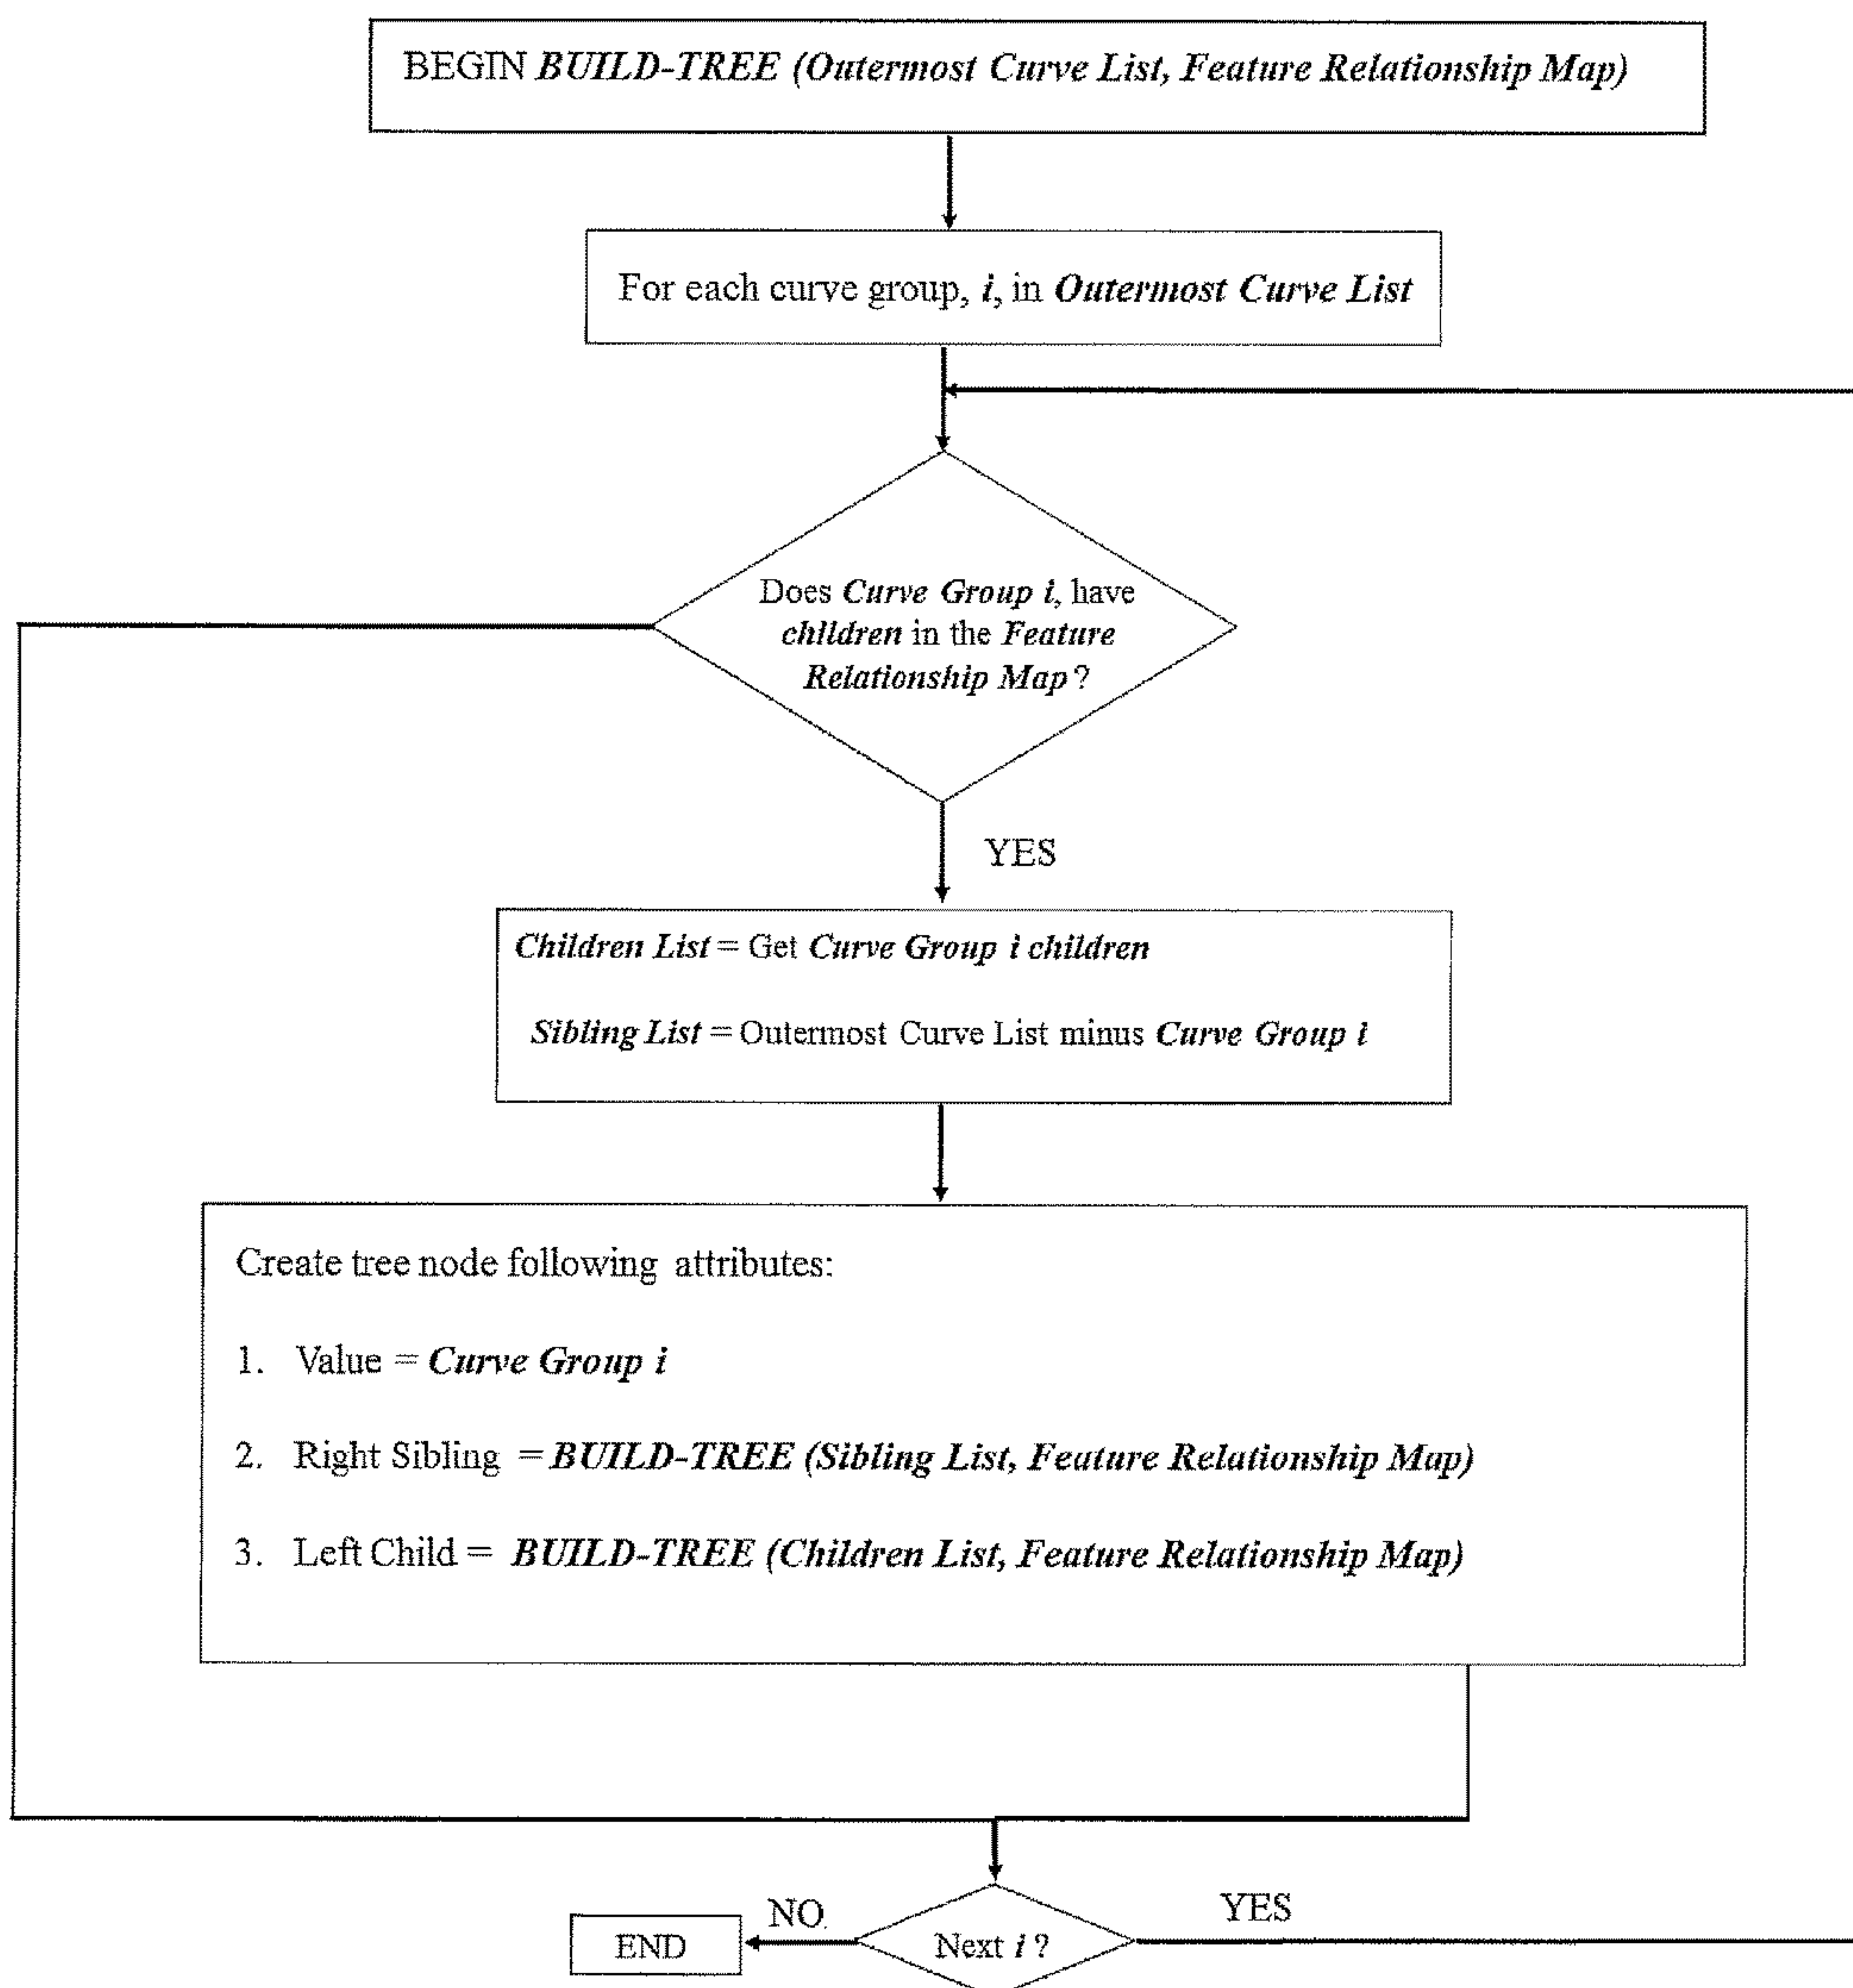 BEGIN BUILD-TREE (Outermost Curve List, Feature Relationship Map)
For each curve group, i, in Outermost Curve List
Does Curve Group i, have
children in the Feature
Relationship Map?
YES
Children List = Get Curve Group i children
Sibling List = Outermost Curve List minus Curve Group i
Create tree node following attributes:
1. Value = Curve Group i
2. Right Sibling = BUILD-TREE (Sibling List, Feature Relationship Map)
3. Left Child = BUILD-TREE (Children List, Feature Relationship Map)
NO
YES
END
Next i?